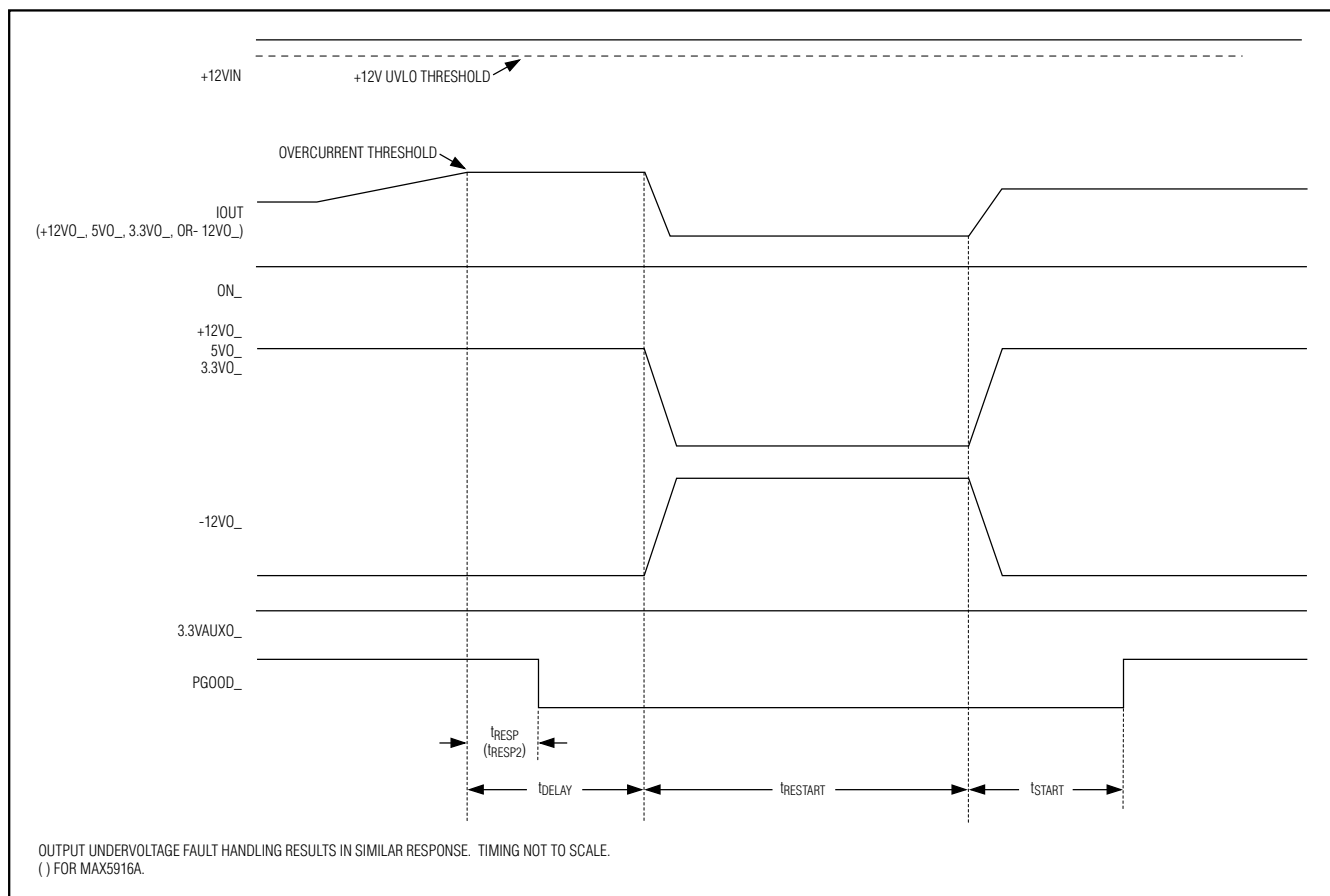 +12VIN
+12V UVLO THRESHOLD
OVERCURRENT THRESHOLD
IOUT
(+12VO_, 5VO_, 3.3VO_, OR- 12VO_)
ON_
+12VO_
5VO_
3.3VO_
-12VO_
3.3VAUXO_
PGOOD_
tRESP
(tRESP2)
tDELAY
tRESTART
tSTART
OUTPUT UNDERVOLTAGE FAULT HANDLING RESULTS IN SIMILAR RESPONSE. TIMING NOT TO SCALE.
( ) FOR MAX5916A.